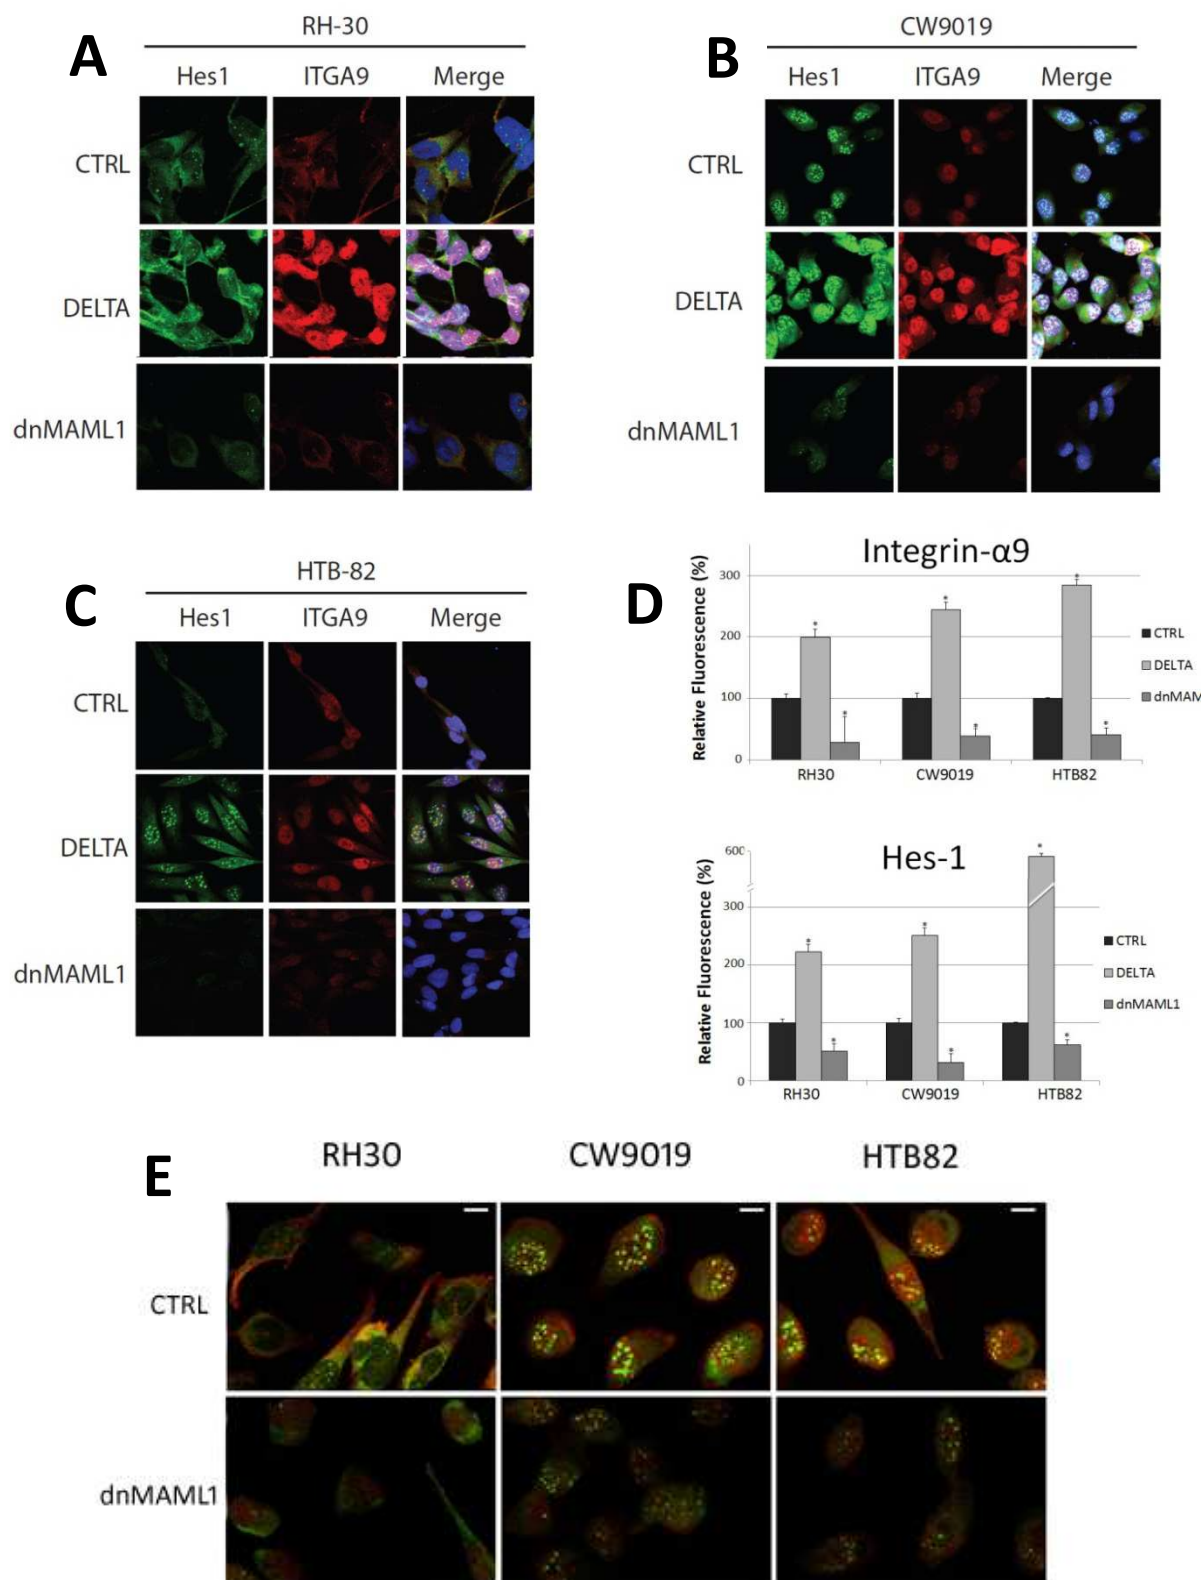 A
RH-30
Hes1 ITGA9 Merge
CTRL
DELTA
dnMAML1
B
CW9019
Hes1 ITGA9 Merge
CTRL
DELTA
dnMAML1
C
HTB-82
Hes1 ITGA9 Merge
CTRL
DELTA
dnMAML1
D
Integrin-α9
Relative Fluorescence (%)
300
200
100
0
* * * * * *
RH30 CW9019 HTB82
CTRL
DELTA
dnMAM
Hes-1
Relative Fluorescence (%)
600
300
200
100
0
* * * * * *
RH30 CW9019 HTB82
CTRL
DELTA
dnMAML1
E
RH30 CW9019 HTB82
CTRL
dnMAML1